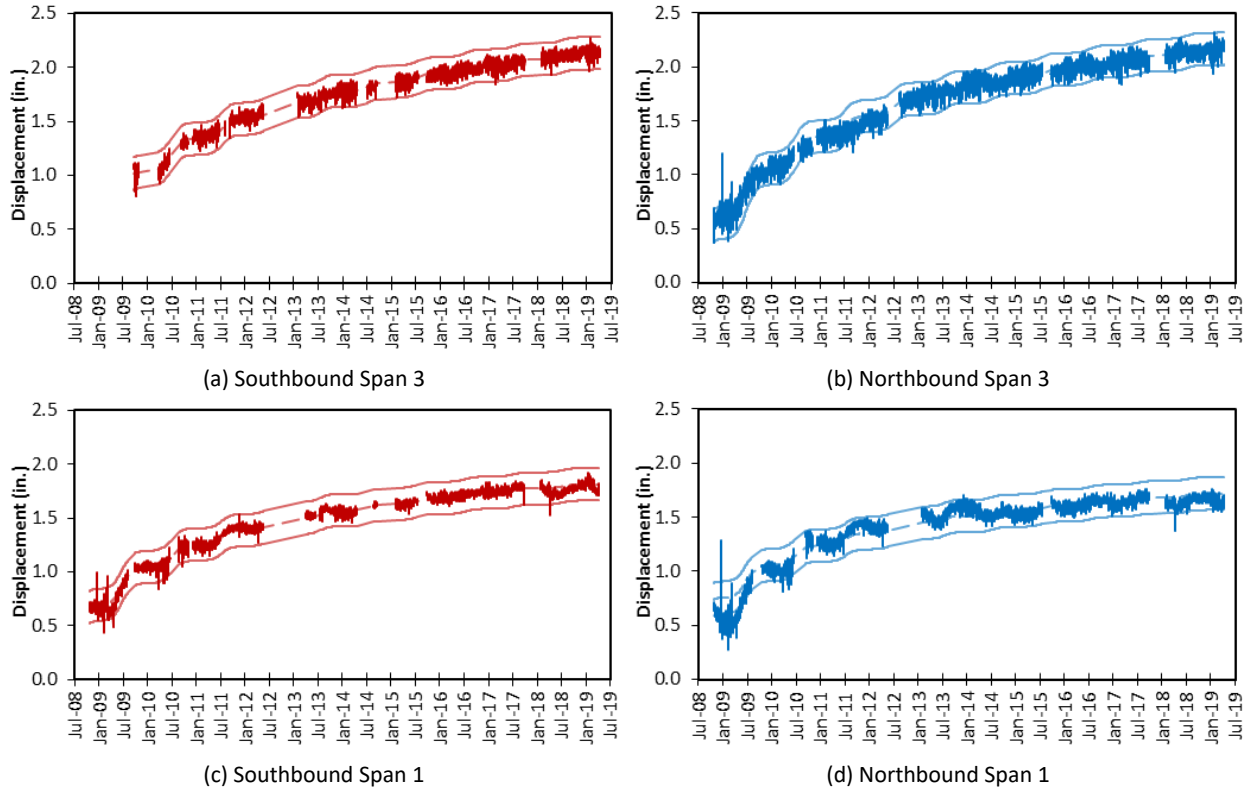 2.5
2.0
1.5
1.0
0.5
0.0
Displacement (in.)
Jul-08
Jan-09
Jul-09
Jan-10
Jul-10
Jan-11
Jul-11
Jan-12
Jul-12
Jan-13
Jul-13
Jan-14
Jul-14
Jan-15
Jul-15
Jan-16
Jul-16
Jan-17
Jul-17
Jan-18
Jul-18
Jan-19
Jul-19
(a) Southbound Span 3
2.5
2.0
1.5
1.0
0.5
0.0
Displacement (in.)
Jul-08
Jan-09
Jul-09
Jan-10
Jul-10
Jan-11
Jul-11
Jan-12
Jul-12
Jan-13
Jul-13
Jan-14
Jul-14
Jan-15
Jul-15
Jan-16
Jul-16
Jan-17
Jul-17
Jan-18
Jul-18
Jan-19
Jul-19
(b) Northbound Span 3
2.5
2.0
1.5
1.0
0.5
0.0
Displacement (in.)
Jul-08
Jan-09
Jul-09
Jan-10
Jul-10
Jan-11
Jul-11
Jan-12
Jul-12
Jan-13
Jul-13
Jan-14
Jul-14
Jan-15
Jul-15
Jan-16
Jul-16
Jan-17
Jul-17
Jan-18
Jul-18
Jan-19
Jul-19
(c) Southbound Span 1
2.5
2.0
1.5
1.0
0.5
0.0
Displacement (in.)
Jul-08
Jan-09
Jul-09
Jan-10
Jul-10
Jan-11
Jul-11
Jan-12
Jul-12
Jan-13
Jul-13
Jan-14
Jul-14
Jan-15
Jul-15
Jan-16
Jul-16
Jan-17
Jul-17
Jan-18
Jul-18
Jan-19
Jul-19
(d) Northbound Span 1